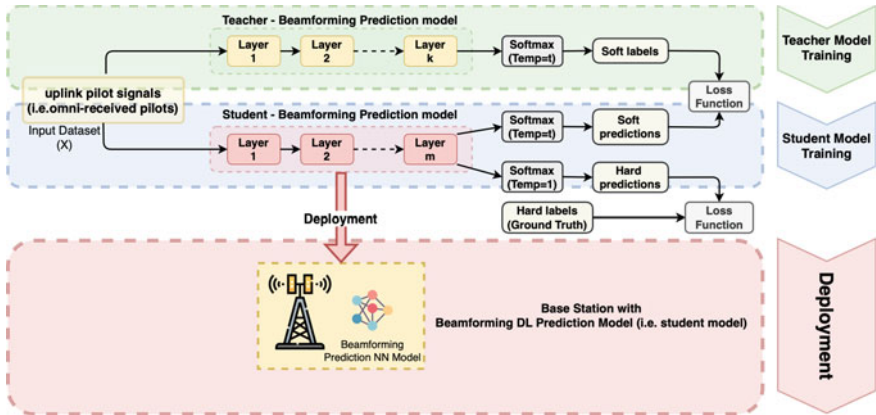 Teacher - Beamforming Prediction model
Layer
1
Layer
2
Layer
k
Softmax
(Temp=t)
Soft labels
Teacher Model
Training
uplink pilot signals
(i.e.omni-received pilots)
Input Dataset
(X)
Loss
Function
Student - Beamforming Prediction model
Layer
1
Layer
2
Layer
m
Softmax
(Temp=t)
Soft
predictions
Student Model
Training
Softmax
(Temp=1)
Hard
predictions
Hard labels
(Ground Truth)
Loss
Function
Deployment
Base Station with
Beamforming DL Prediction Model (i.e. student model)
Beamforming
Prediction NN Model
Deployment